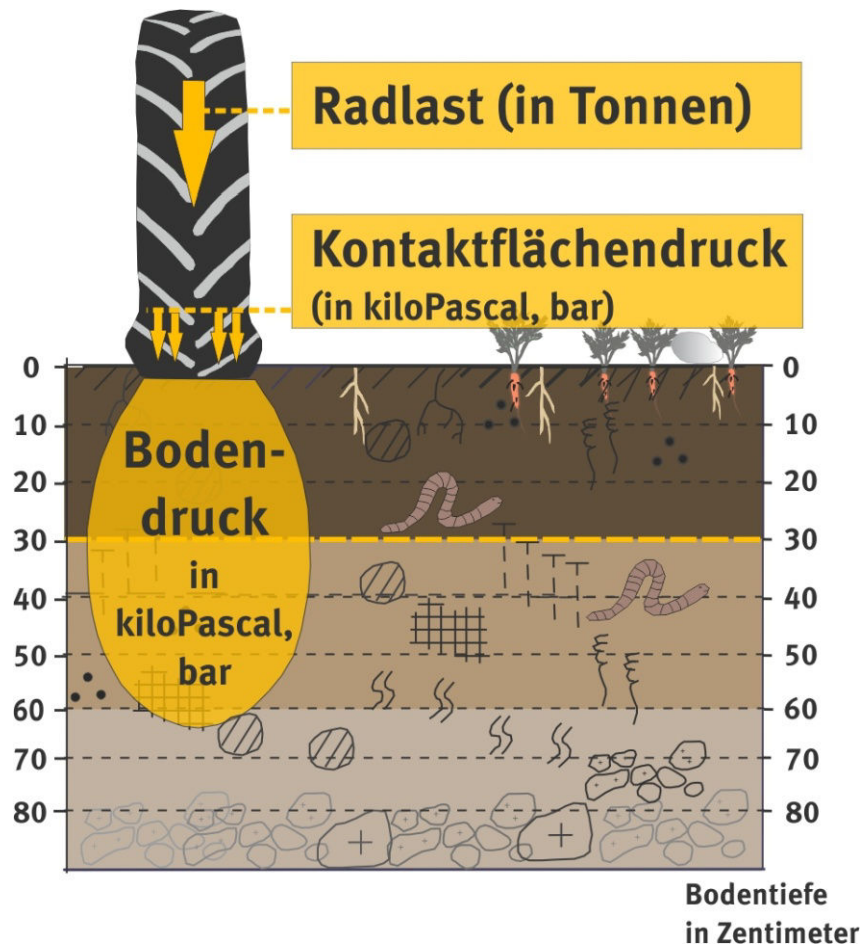 Radlast (in Tonnen)
Kontaktflächendruck
(in kiloPascal, bar)
0
0
10
10
20
20
30
30
40
40
50
50
60
60
70
70
80
80
Boden-
druck
in
kiloPascal,
bar
Bodentiefe
in Zentimeter